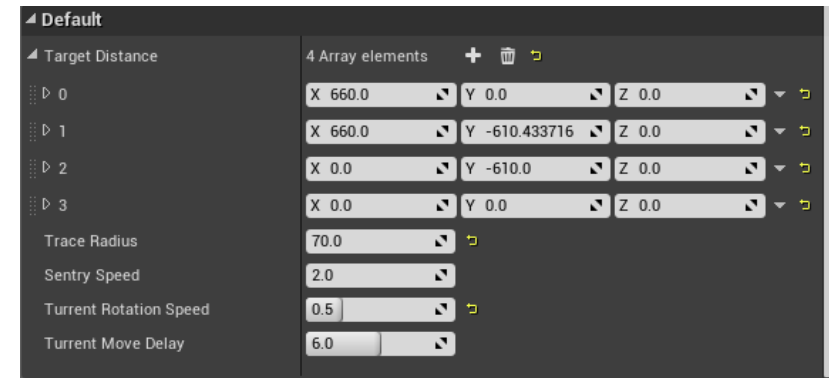 Default
Target Distance 4 Array elements
0 X 660.0 Y 0.0 Z 0.0
1 X 660.0 Y -610.433716 Z 0.0
2 X 0.0 Y -610.0 Z 0.0
3 X 0.0 Y 0.0 Z 0.0
Trace Radius 70.0
Sentry Speed 2.0
Turrent Rotation Speed 0.5
Turrent Move Delay 6.0